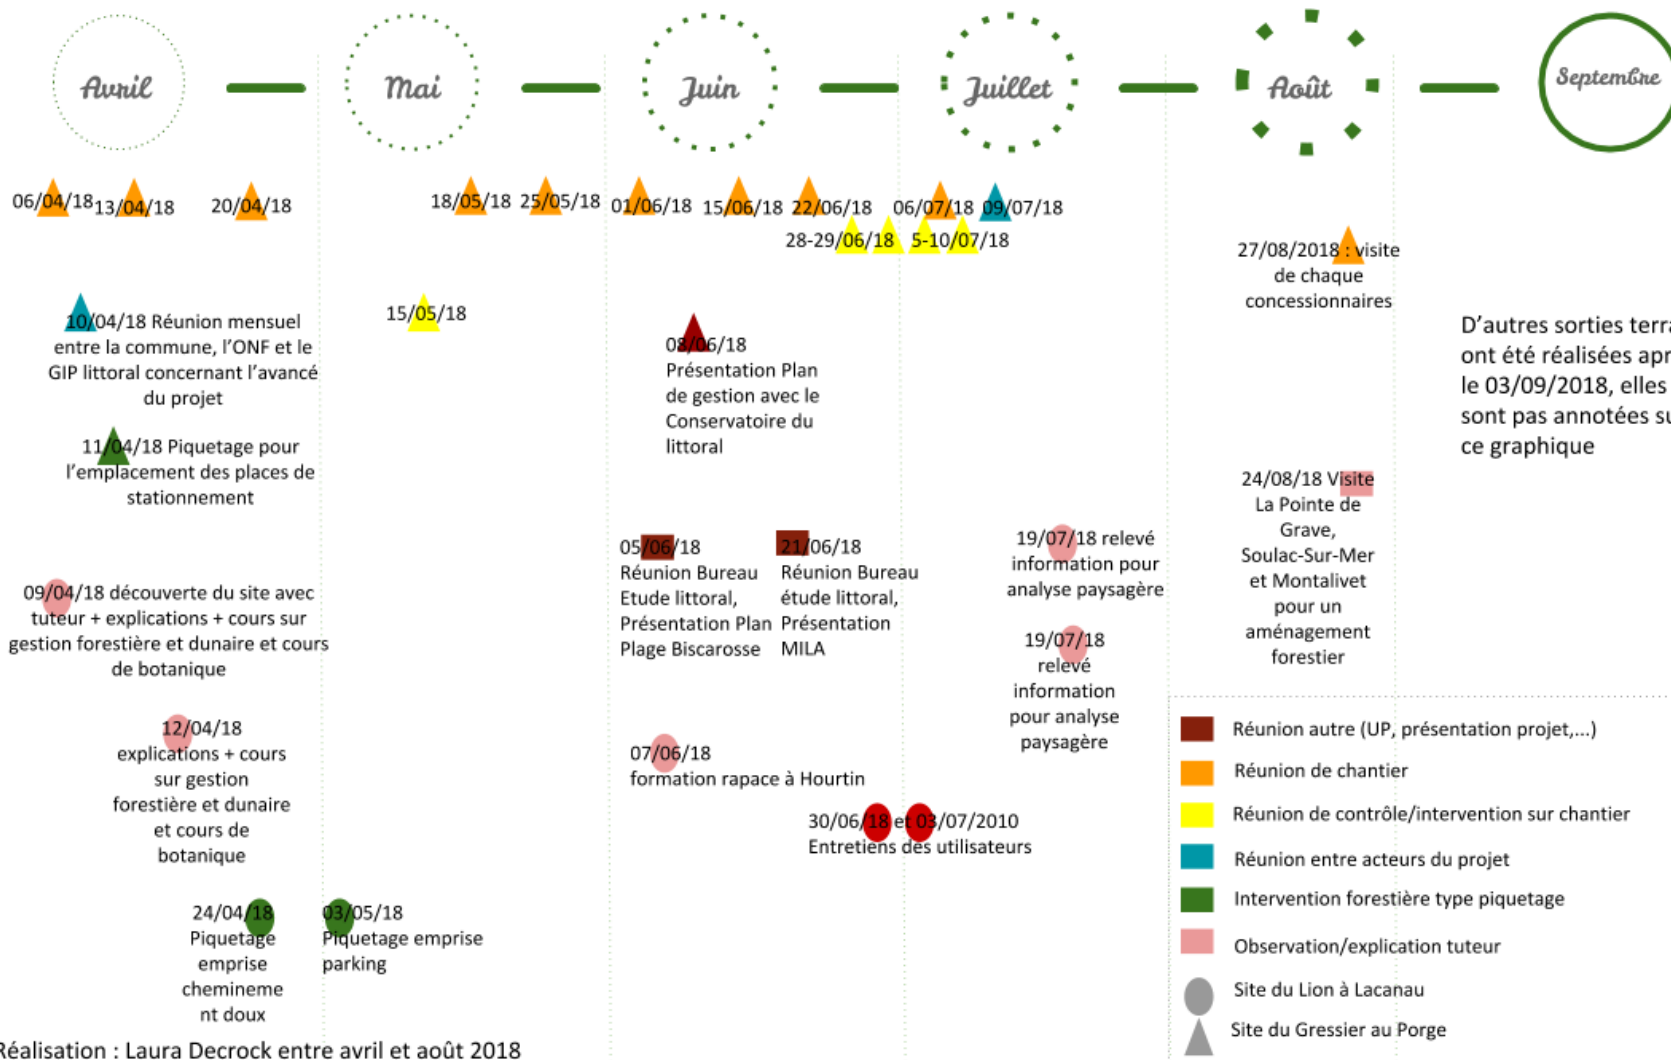 Avril
Mai
Juin
Juillet
Août
Septembre
06/04/18
13/04/18
20/04/18
18/05/18
25/05/18
01/06/18
15/06/18
22/06/18
06/07/18
09/07/18
28-29/06/18
5-10/07/18
27/08/2018 : visite
de chaque
concessionnaires
10/04/18 Réunion mensuel
entre la commune, l'ONF et le
GIP littoral concernant l'avancé
du projet
15/05/18
08/06/18
Présentation Plan
de gestion avec le
Conservatoire du
littoral
D'autres sorties terra
ont été réalisées apr
le 03/09/2018, elles
sont pas annotées su
ce graphique
11/04/18 Piquetage pour
l'emplacement des places de
stationnement
24/08/18 Visite
La Pointe de
Grave,
Soulac-Sur-Mer
et Montalivet
pour un
aménagement
forestier
05/06/18
Réunion Bureau
Etude littoral,
Présentation Plan
Plage Biscarosse
21/06/18
Réunion Bureau
étude littoral,
Présentation
MILA
19/07/18 relevé
information pour
analyse paysagère
19/07/18
relevé
information
pour analyse
paysagère
09/04/18 découverte du site avec
tuteur + explications + cours sur
gestion forestière et dunaire et cours
de botanique
12/04/18
explications + cours
sur gestion
forestière et dunaire
et cours de
botanique
07/06/18
formation rapace à Hourtin
30/06/18 et 03/07/2010
Entretiens des utilisateurs
24/04/18
Piquetage
emprise
chemineme
nt doux
03/05/18
Piquetage emprise
parking
Réunion autre (UP, présentation projet,...)
Réunion de chantier
Réunion de contrôle/intervention sur chantier
Réunion entre acteurs du projet
Intervention forestière type piquetage
Observation/explication tuteur
Site du Lion à Lacanau
Site du Gressier au Porge
Réalisation : Laura Decrock entre avril et août 2018